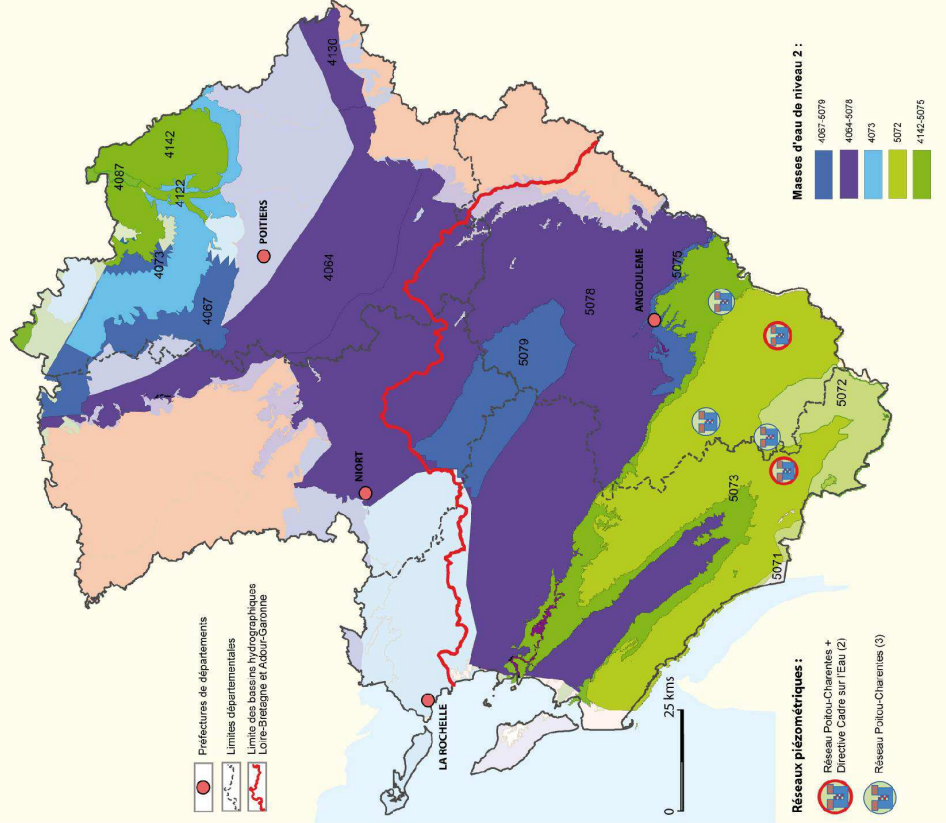 Préfectures de départements
Limites départementales
Limite des bassins hydrographiques
Loire-Bretagne et Adour-Garonne
4087
4142
4122
4130
4073
4067
POITIERS
4064
NIORT
LA ROCHELLE
5079
5078
ANGOULEME
5075
5072
5073
5071
0
25 kms
Réseaux piézométriques :
Réseau Poitou-Charentes +
Directive Cadre sur l'Eau (2)
Réseau Poitou-Charentes (3)
Masses d'eau de niveau 2 :
4067-5079
4064-5078
4073
5072
4142-5075